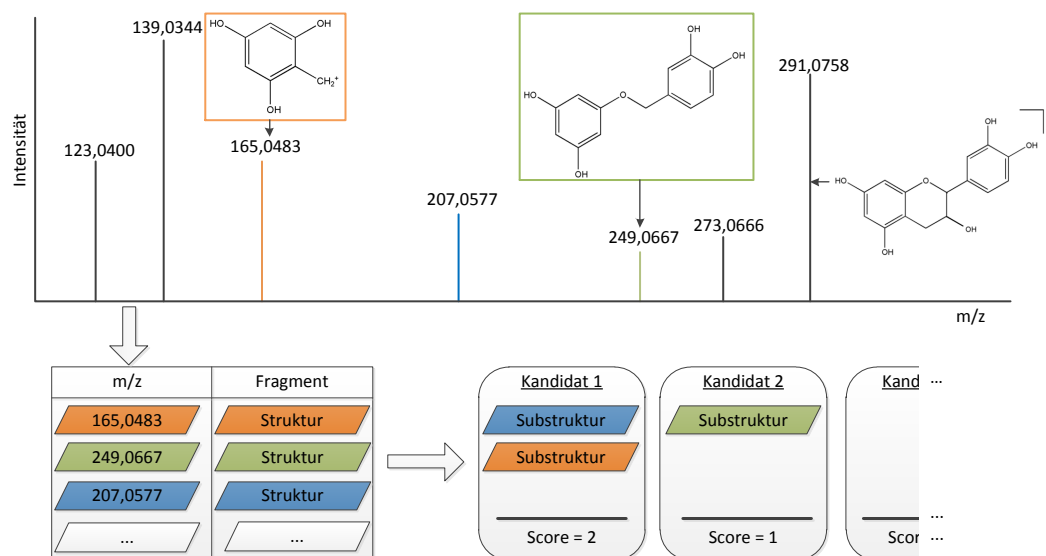 139,0344
HO
OH
CH2+
OH
165,0483
123,0400
Intensität
207,0577
OH
OH
HO
O
OH
249,0667
273,0666
291,0758
OH
HO
OH
O
OH
OH
m/z
m/z
Fragment
165,0483
Struktur
249,0667
Struktur
207,0577
Struktur
...
...
Kandidat 1
Substruktur
Substruktur
Score = 2
Kandidat 2
Substruktur
Score = 1
Kand
...
...
Scor
...